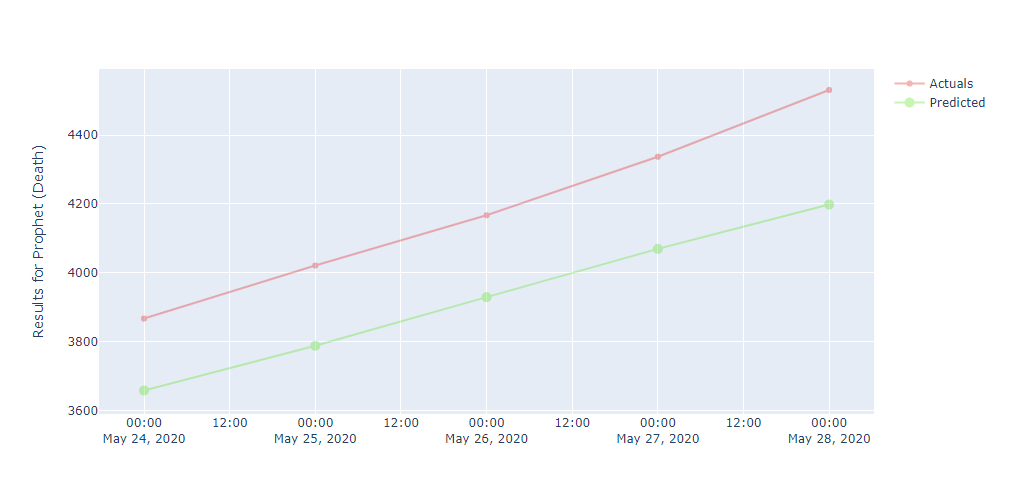 Actuals
Predicted
Results for Prophet (Death)
4400
4200
4000
3800
3600
00:00 12:00 00:00 12:00 00:00 12:00 00:00 12:00 00:00
May 24, 2020 May 25, 2020 May 26, 2020 May 27, 2020 May 28, 2020